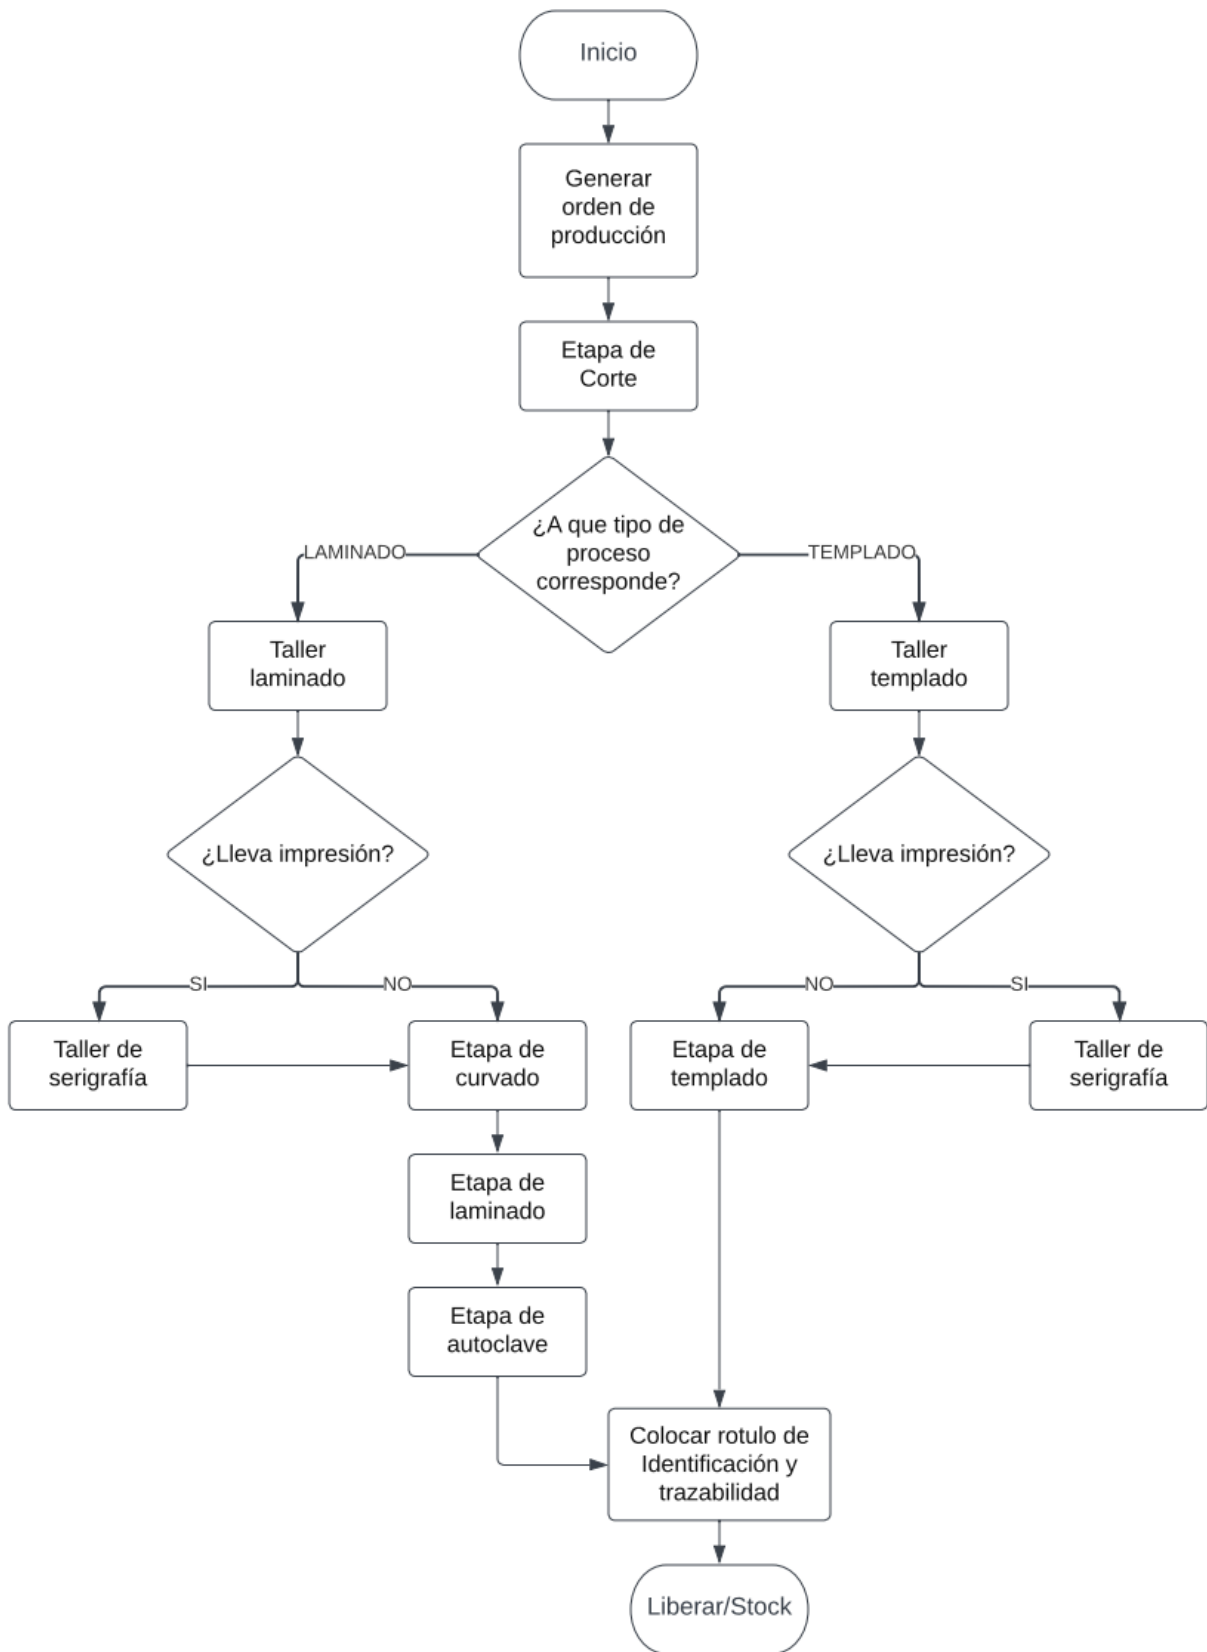 Inicio
Generar
orden de
producción
Etapa de
Corte
¿A que tipo de
proceso
corresponde?
LAMINADO
TEMPLADO
Taller
laminado
Taller
templado
¿Lleva impresión?
¿Lleva impresión?
SI
NO
NO
SI
Taller de
serigrafía
Etapa de
curvado
Etapa de
templado
Taller de
serigrafía
Etapa de
laminado
Etapa de
autoclave
Colocar rotulo de
Identificación y
trazabilidad
Liberar/Stock